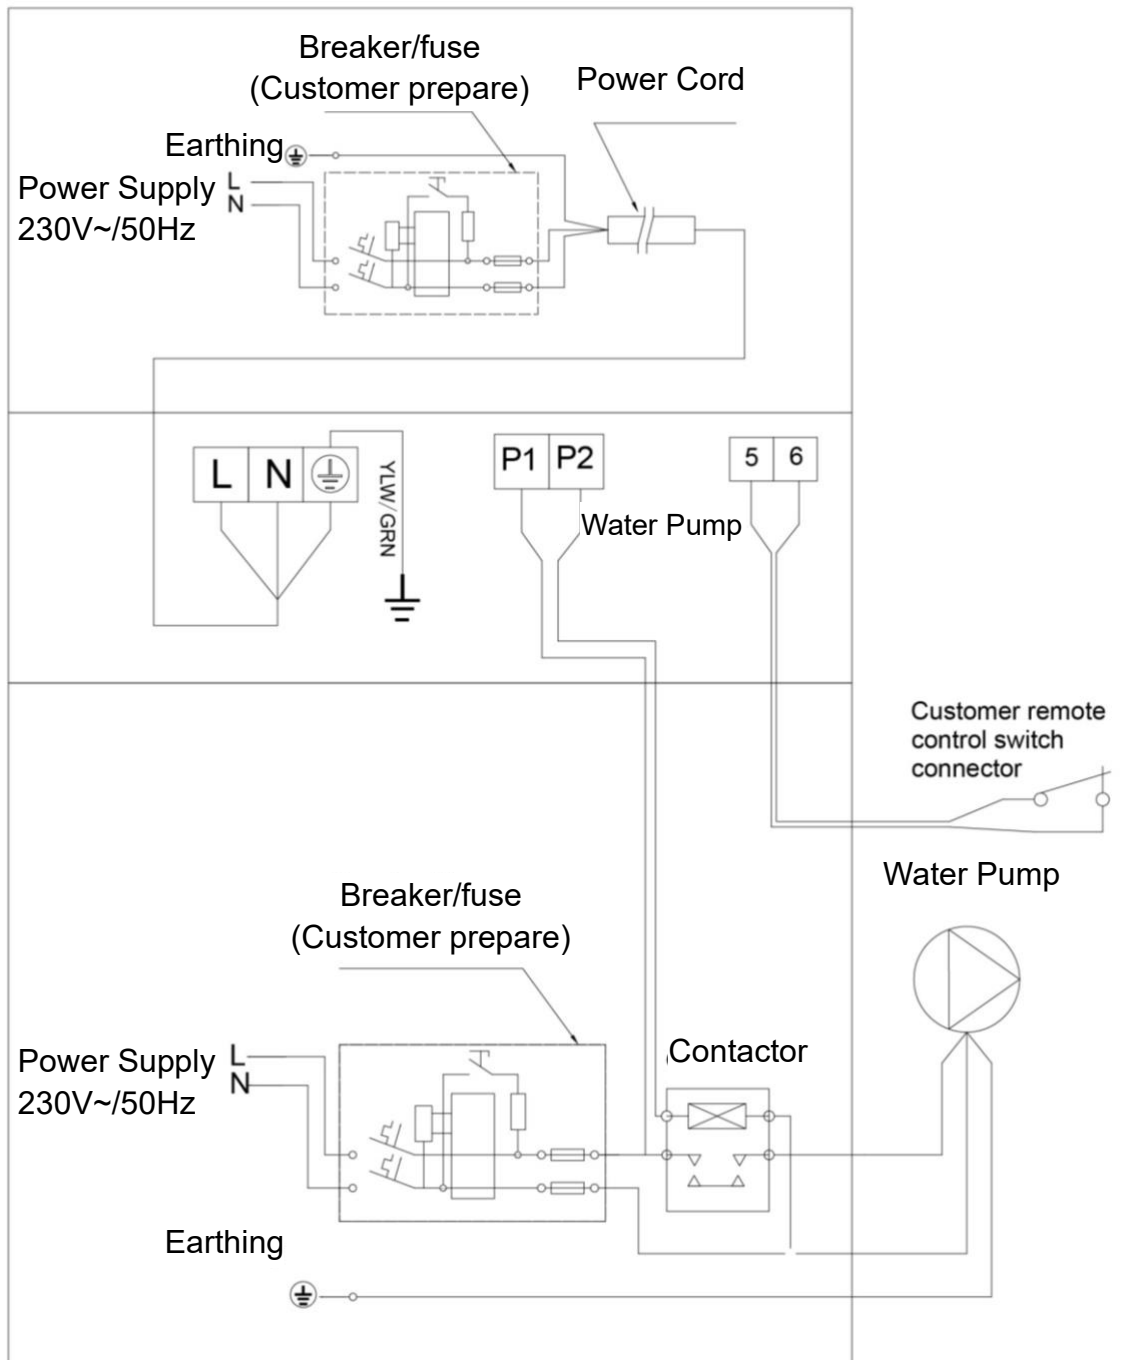 Breaker/fuse
(Customer prepare)
Power Cord
Earthing
Power Supply L
N
230V~/50Hz
L N
YLW/GRN
P1 P2
5 6
Water Pump
Customer remote
control switch
connector
Water Pump
Breaker/fuse
(Customer prepare)
Contactor
Power Supply L
N
230V~/50Hz
Earthing